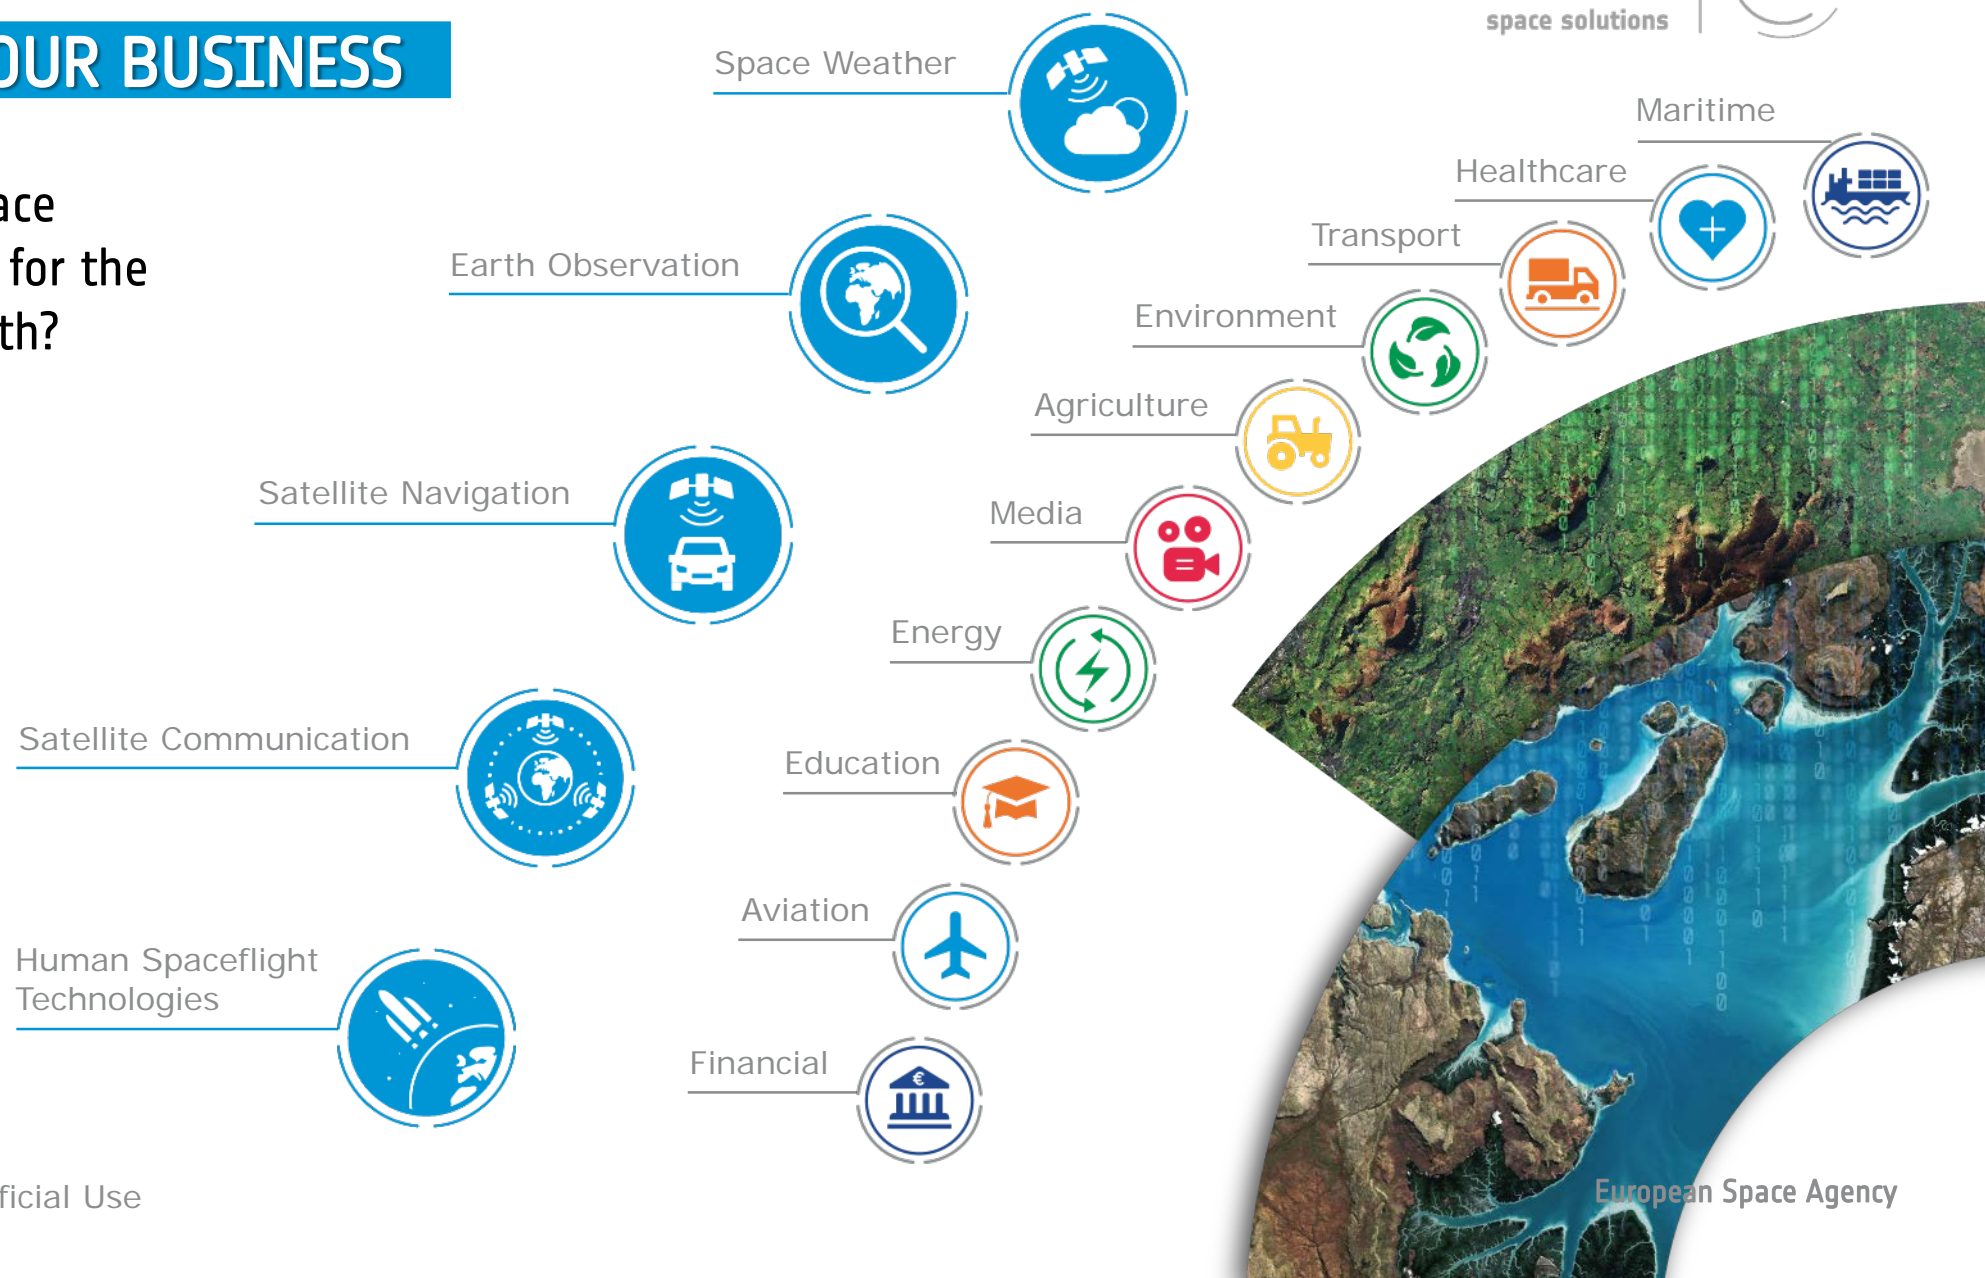 OUR BUSINESS
space solutions
ace
for the
th?
Space Weather
Earth Observation
Satellite Navigation
Satellite Communication
Human Spaceflight
Technologies
Maritime
Healthcare
Transport
Environment
Agriculture
Media
Energy
Education
Aviation
Financial
€
ficial Use
European Space Agency